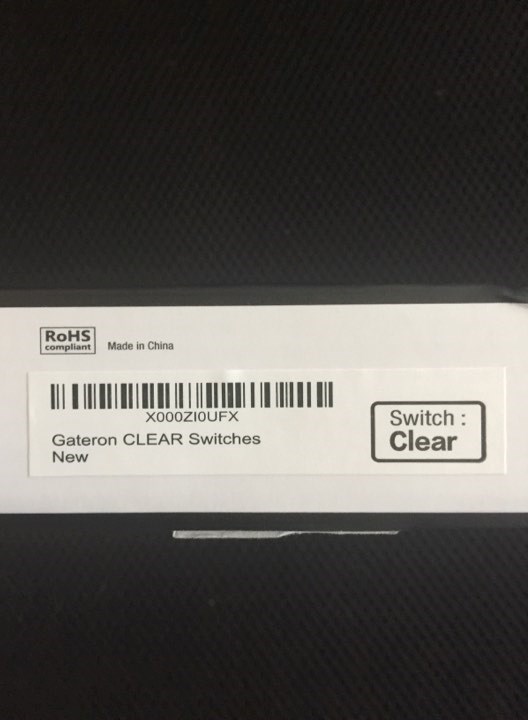 RoHS
compliant
Made in China
X000ZI0UFX
Gateron CLEAR Switches
New
Switch :
Clear